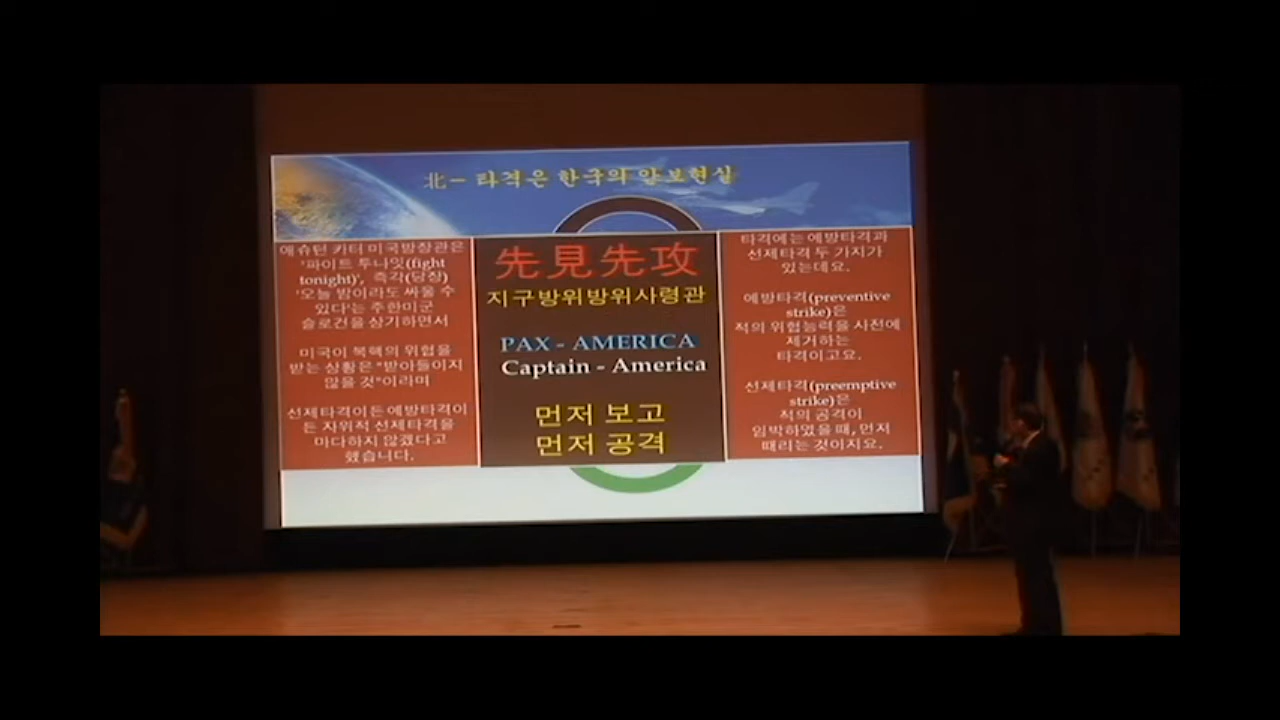 北 - 타격은 한국의 안보현실
애슈턴 카터 미국방장관은
'파이트 투나잇(fight
tonight)', 즉각(당장)
'오늘 밤이라도 싸울 수
있다'는 주한미군
슬로건을 상기하면서
미국이 북핵의 위협을
받는 상황은 "받아들이지
않을 것"이라며
선제타격이든 예방타격이
든 자위적 선제타격을
마다하지 않겠다고
했습니다.
先見先攻
지구방위방위사령관
PAX - AMERICA
Captain - America
먼저 보고
먼저 공격
타격에는 예방타격과
선제타격 두 가지가
있는데요.
예방타격(preventive
strike)은
적의 위협능력을 사전에
제거하는
타격이고요.
선제타격(preemptive
strike)은
적의 공격이
임박하였을 때, 먼저
때리는 것이지요.